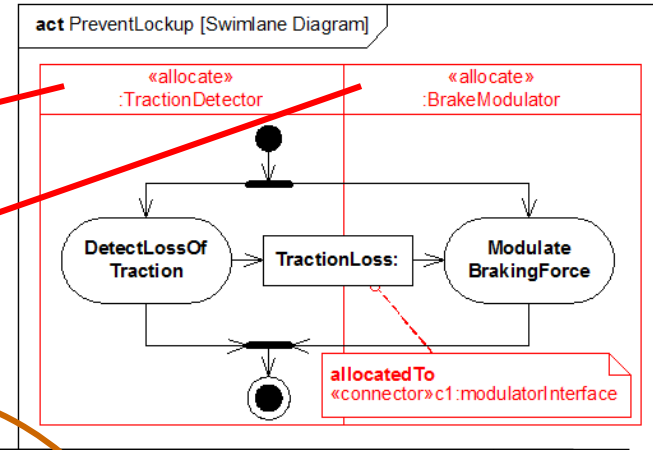 act PreventLockup [Swimlane Diagram]
«allocate»
:TractionDetector
«allocate»
:BrakeModulator
DetectLossOf
Traction
TractionLoss:
Modulate
BrakingForce
allocatedTo
«connector»c1:modulatorInterface